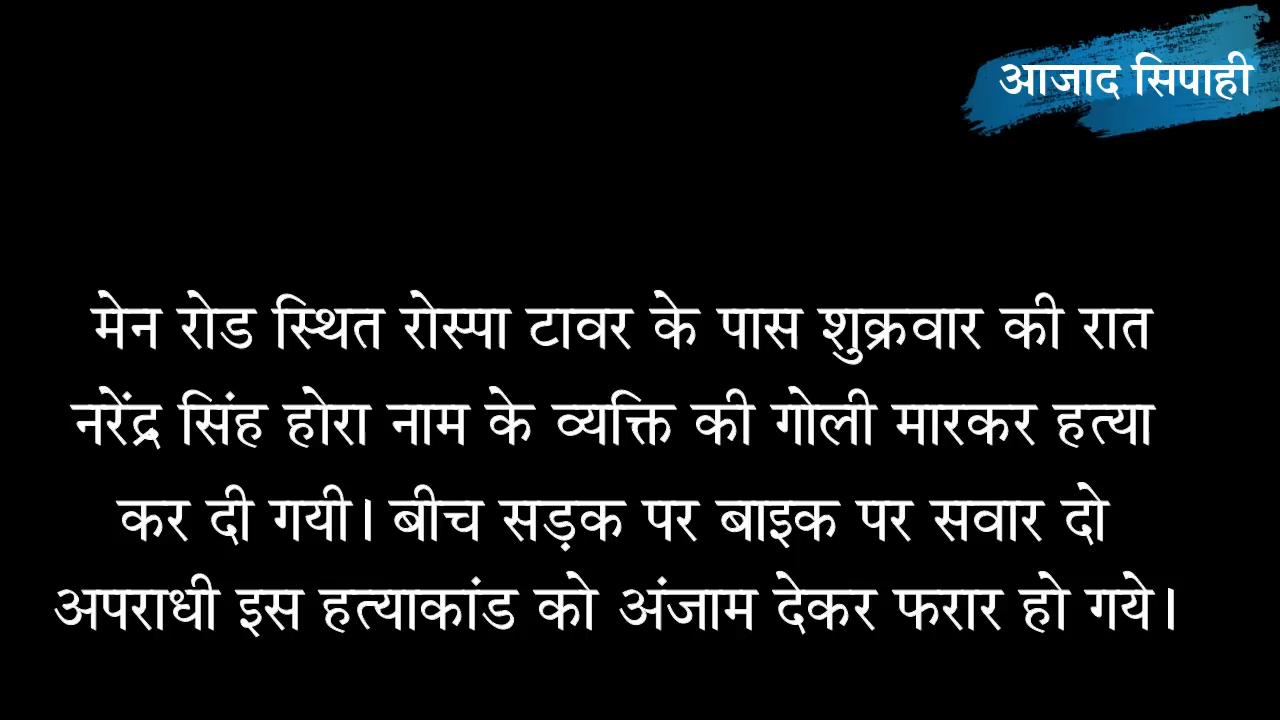 आजाद सिपाही
मेन रोड स्थित रोस्पा टावर के पास शुक्रवार की रात
नरेंद्र सिंह होरा नाम के व्यक्ति की गोली मारकर हत्या
कर दी गयी। बीच सड़क पर बाइक पर सवार दो
अपराधी इस हत्याकांड को अंजाम देकर फरार हो गये।